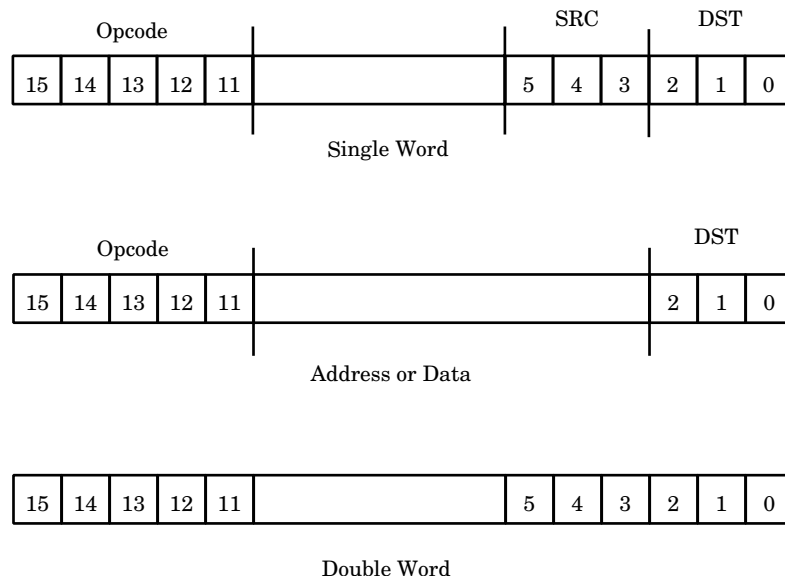 Opcode SRC DST
15 14 13 12 11 5 4 3 2 1 0
Single Word
Opcode DST
15 14 13 12 11 2 1 0
Address or Data
15 14 13 12 11 5 4 3 2 1 0
Double Word